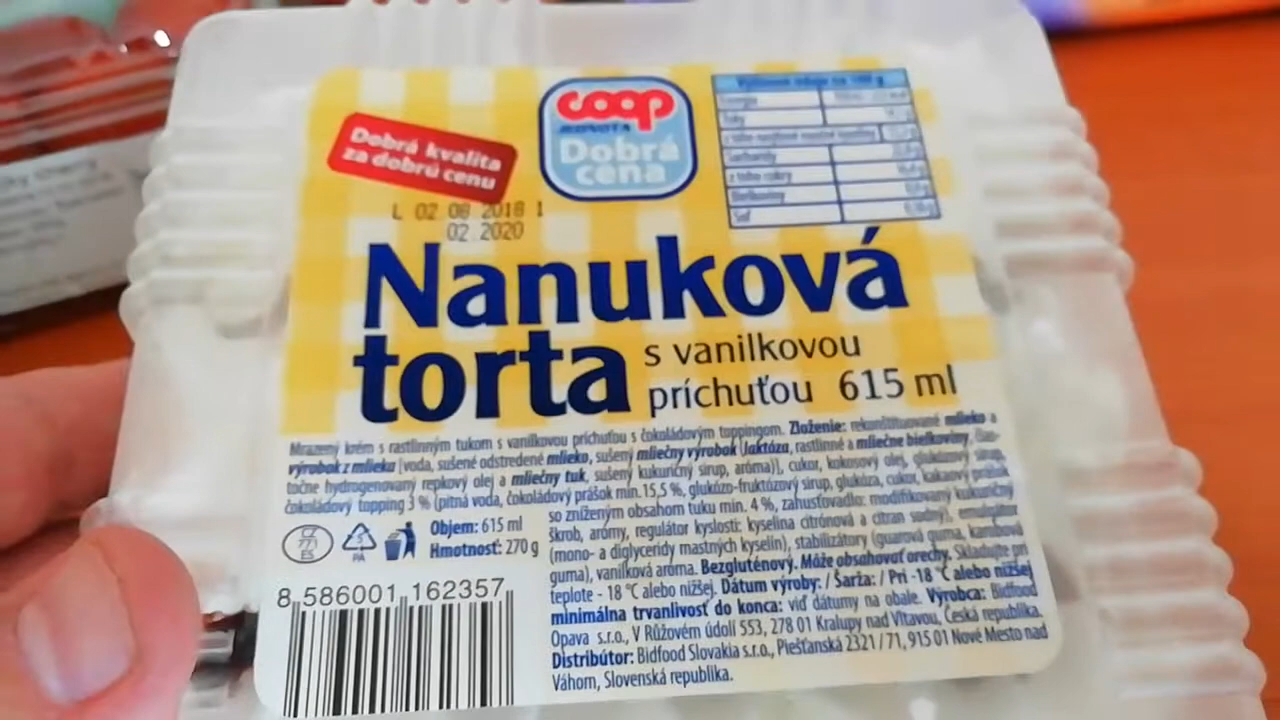 coop
JEDNOTA
Dobrá
cena
Dobrá kvalita
za dobrú cenu
L 02 08 2018 1
02 2020
Nanuková
torta
s vanilkovou
príchuťou 615 ml
Mrazený krém s rastlinným tukom s vanilkovou príchuťou s čokoládovým toppingom. Zloženie: rekonštituované mlieko a
výrobok z mlieka [voda, sušené odstredené mlieko, sušený mliečny výrobok (laktóza, rastlinné a mliečne bielkoviny, čias-
točne hydrogenovaný repkový olej a mliečny tuk, sušený kukuričný sirup, aróma)], cukor, kokosový olej, glukózový sirup,
čokoládový topping 3 % (pitná voda, čokoládový prášok min. 15,5 %, glukózo-fruktózový sirup, glukóza, cukor, kakaový prášok
so zníženým obsahom tuku min. 4 %, zahusťovadlo: modifikovaný kukuričný
škrob, arómy, regulátor kyslosti: kyselina citrónová a citran sodný), emulgátor
(mono- a diglyceridy mastných kyselín), stabilizátory (guarová guma, karobová
guma), vanilková aróma. Bezgluténový. Môže obsahovať orechy. Skladujte pri
teplote - 18 °C alebo nižšej. Dátum výroby: / Šarža: / Pri -18 °C alebo nižšej
minimálna trvanlivosť do konca: viď dátumy na obale. Výrobca: Bidfood
Opava s.r.o., V Růžovém údolí 553, 278 01 Kralupy nad Vltavou, Česká republika.
Distribútor: Bidfood Slovakia s.r.o., Piešťanská 2321/71, 915 01 Nové Mesto nad
Váhom, Slovenská republika.
CZ
771
ES
5
PA
Objem: 615 ml
Hmotnosť: 270 g
8 586001 162357